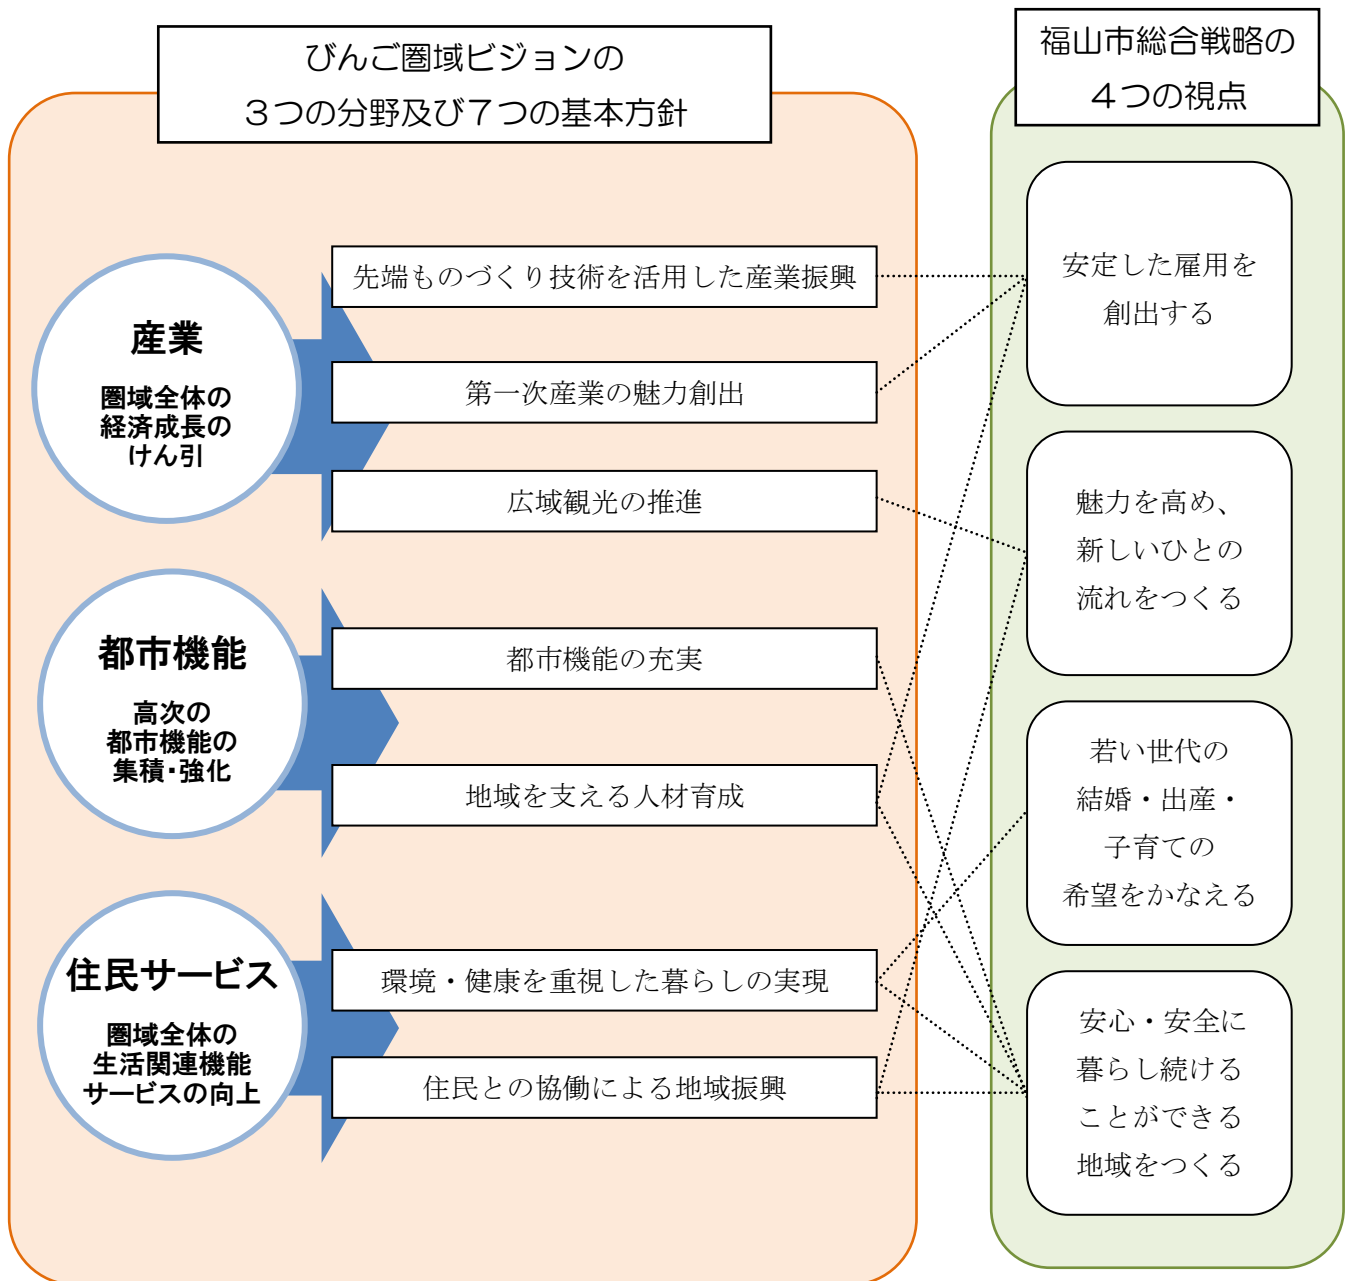 びんご圏域ビジョンの
３つの分野及び７つの基本方針
産業
圏域全体の
経済成長の
けん引
先端ものづくり技術を活用した産業振興
第一次産業の魅力創出
広域観光の推進
都市機能
高次の
都市機能の
集積・強化
都市機能の充実
地域を支える人材育成
住民サービス
圏域全体の
生活関連機能
サービスの向上
環境・健康を重視した暮らしの実現
住民との協働による地域振興
福山市総合戦略の
４つの視点
安定した雇用を
創出する
魅力を高め、
新しいひとの
流れをつくる
若い世代の
結婚・出産・
子育ての
希望をかなえる
安心・安全に
暮らし続ける
ことができる
地域をつくる